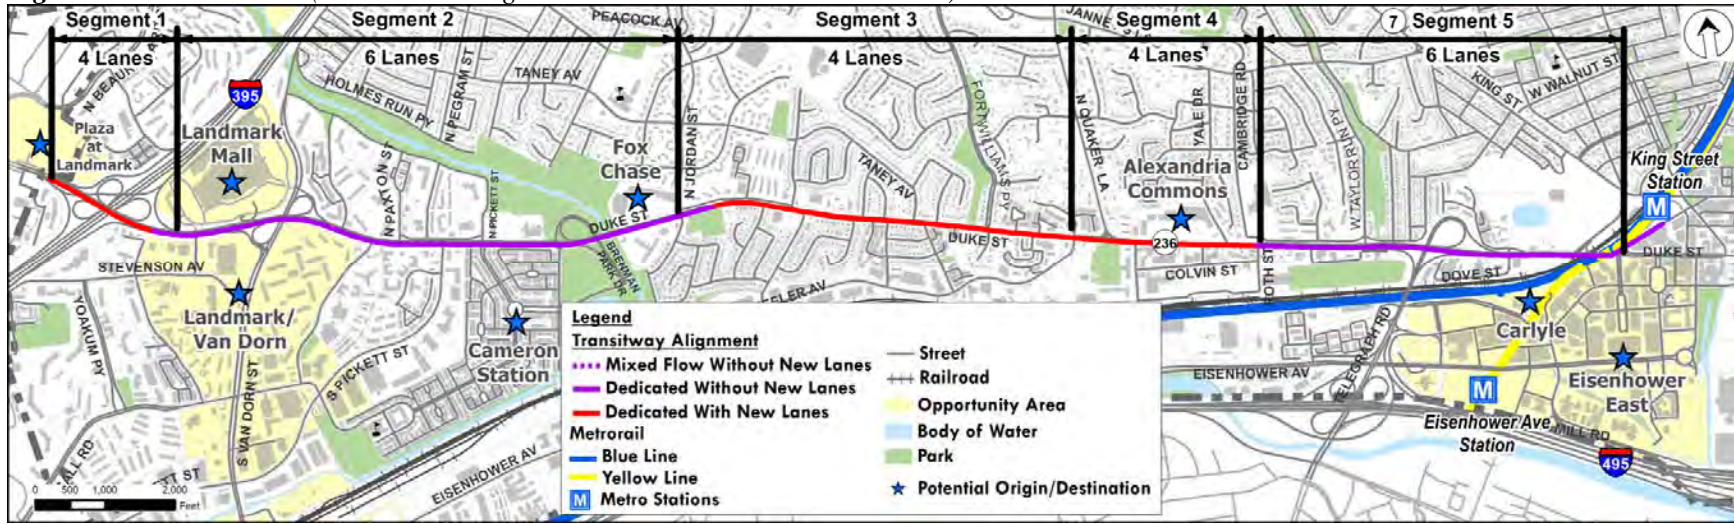 Segment 1
Segment 2
Segment 3
Segment 4
7
Segment 5
4 Lanes
6 Lanes
4 Lanes
4 Lanes
6 Lanes
PEACOCK AV
N BEAUR
395
HOLMES RUN PY
N PEGRAM ST
TANEY AV
FORT WILLIAMS PY
N QUAKER LA
YALE DR
CAMBRIDGE RD
W TAYLOR RUN PY
KING ST
W WALNUT ST
Plaza
at
Landmark
Landmark
Mall
Fox
Chase
N JORDAN ST
TANEY AV
Alexandria
Commons
King Street
Station
M
N PAXTON ST
N PICKETT ST
DUKE ST
DUKE ST
236
DUKE ST
BRENMAN
PARK DR
STEVENSON AV
COLVIN ST
ROTH ST
DOVE ST
YOAKUM PY
Landmark/
Van Dorn
Cameron
Station
S PICKETT ST
S VAN DORN ST
EISENHOWER AV
Carlyle
TELEGRAPH RD
EISENHOWER AV
M
Eisenhower
East
Eisenhower Ave
Station
MILL RD
495
Legend
Transitway Alignment
Mixed Flow Without New Lanes
Dedicated Without New Lanes
Dedicated With New Lanes
Metrorail
Blue Line
Yellow Line
M Metro Stations
Street
Railroad
Opportunity Area
Body of Water
Park
Potential Origin/Destination
0 500 1,000 2,000
Feet